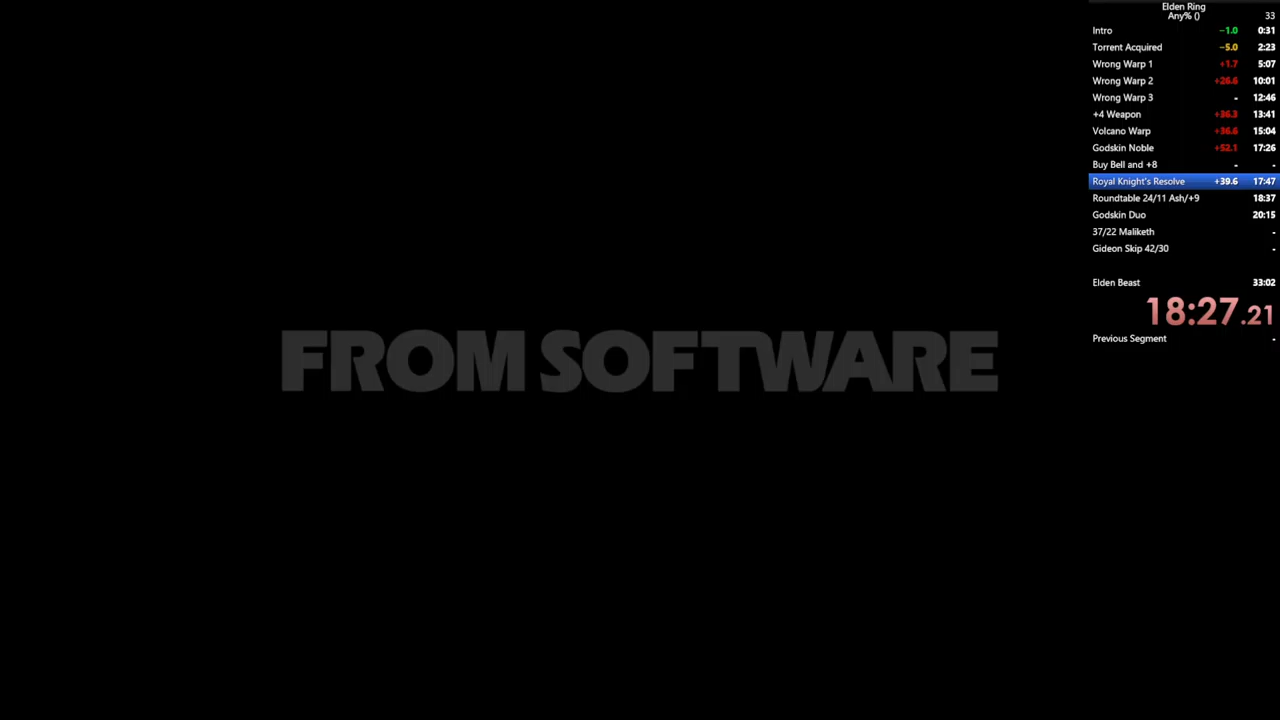 Elden Ring
Any% () 33
Intro −1.0 0:31
Torrent Acquired −5.0 2:23
Wrong Warp 1 +1.7 5:07
Wrong Warp 2 +26.6 10:01
Wrong Warp 3 - 12:46
+4 Weapon +36.3 13:41
Volcano Warp +36.6 15:04
Godskin Noble +52.1 17:26
Buy Bell and +8 - -
Royal Knight's Resolve +39.6 17:47
Roundtable 24/11 Ash/+9 18:37
Godskin Duo 20:15
37/22 Maliketh -
Gideon Skip 42/30 -
Elden Beast 33:02
18:27.21
Previous Segment -
FROMSOFTWARE